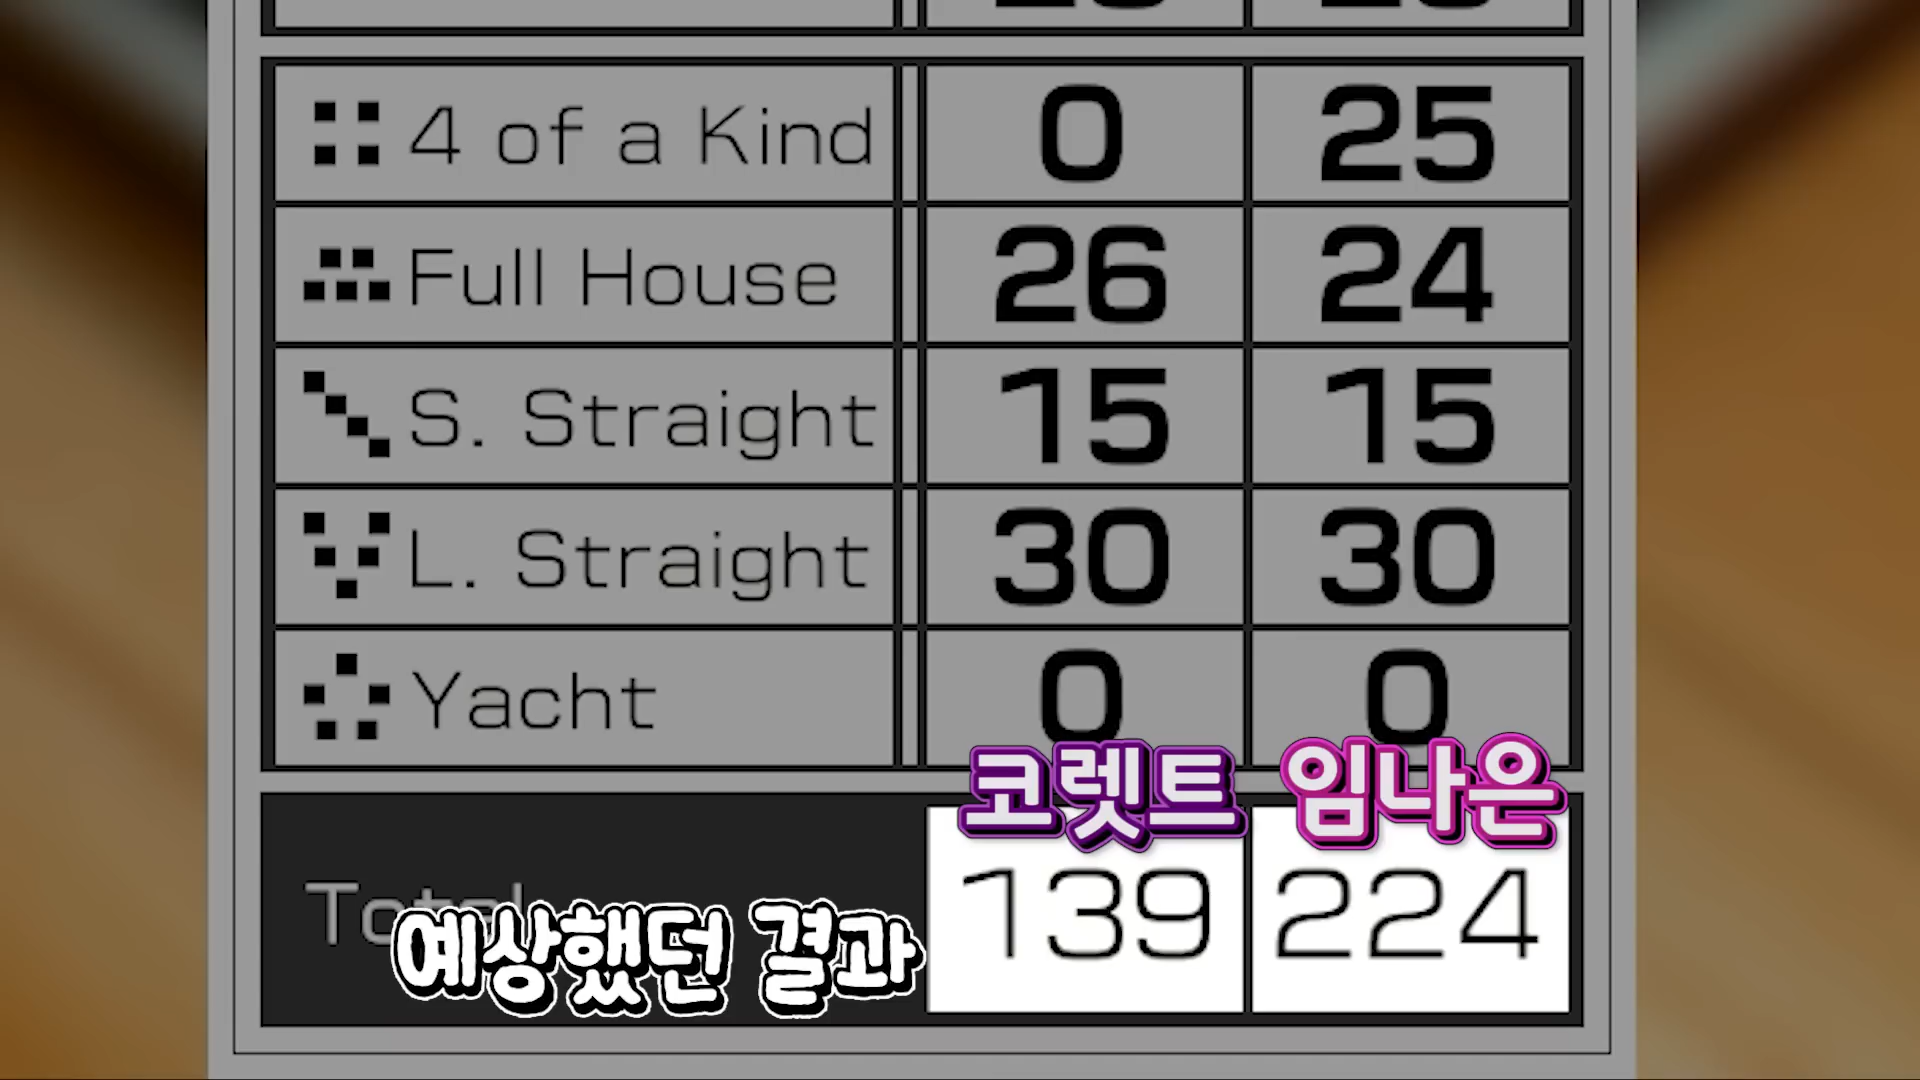 4 of a Kind 0 25
Full House 26 24
S. Straight 15 15
L. Straight 30 30
Yacht 0 0
코렛트 임나은
Total 139 224
예상했던 결과